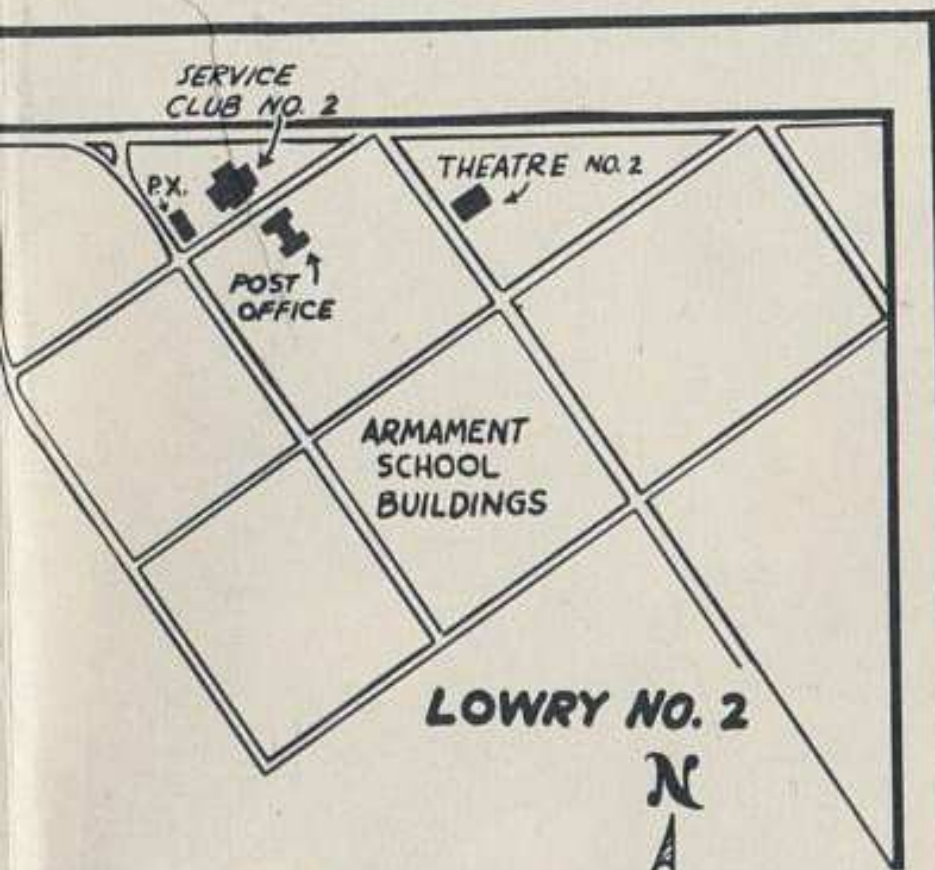 SERVICE
CLUB NO. 2
P.X.
THEATRE NO. 2
POST
OFFICE
ARMAMENT
SCHOOL
BUILDINGS
LOWRY NO. 2
N